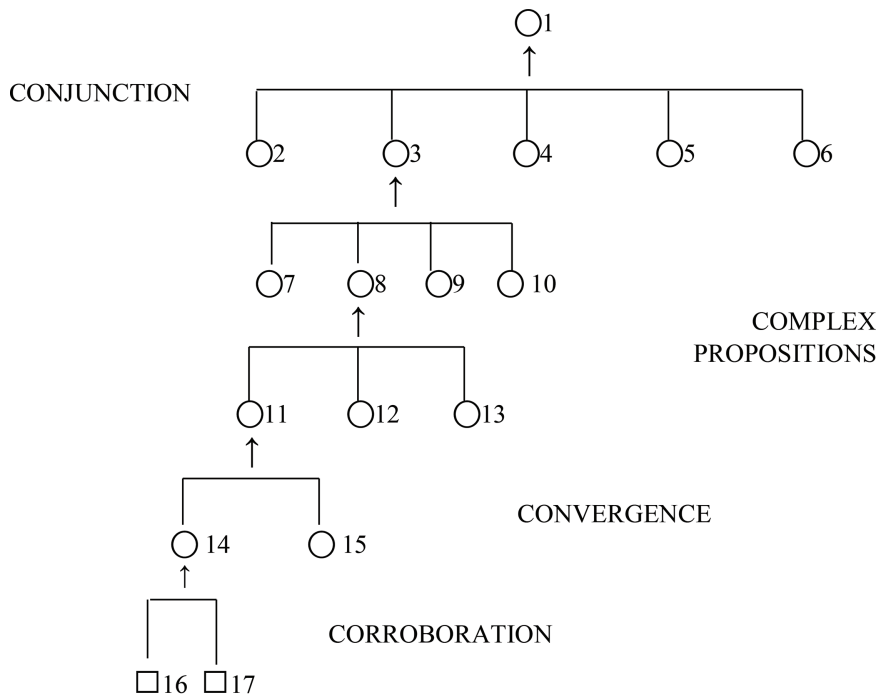 1
CONJUNCTION
2 3 4 5 6
7 8 9 10
COMPLEX
PROPOSITIONS
11 12 13
CONVERGENCE
14 15
CORROBORATION
16 17